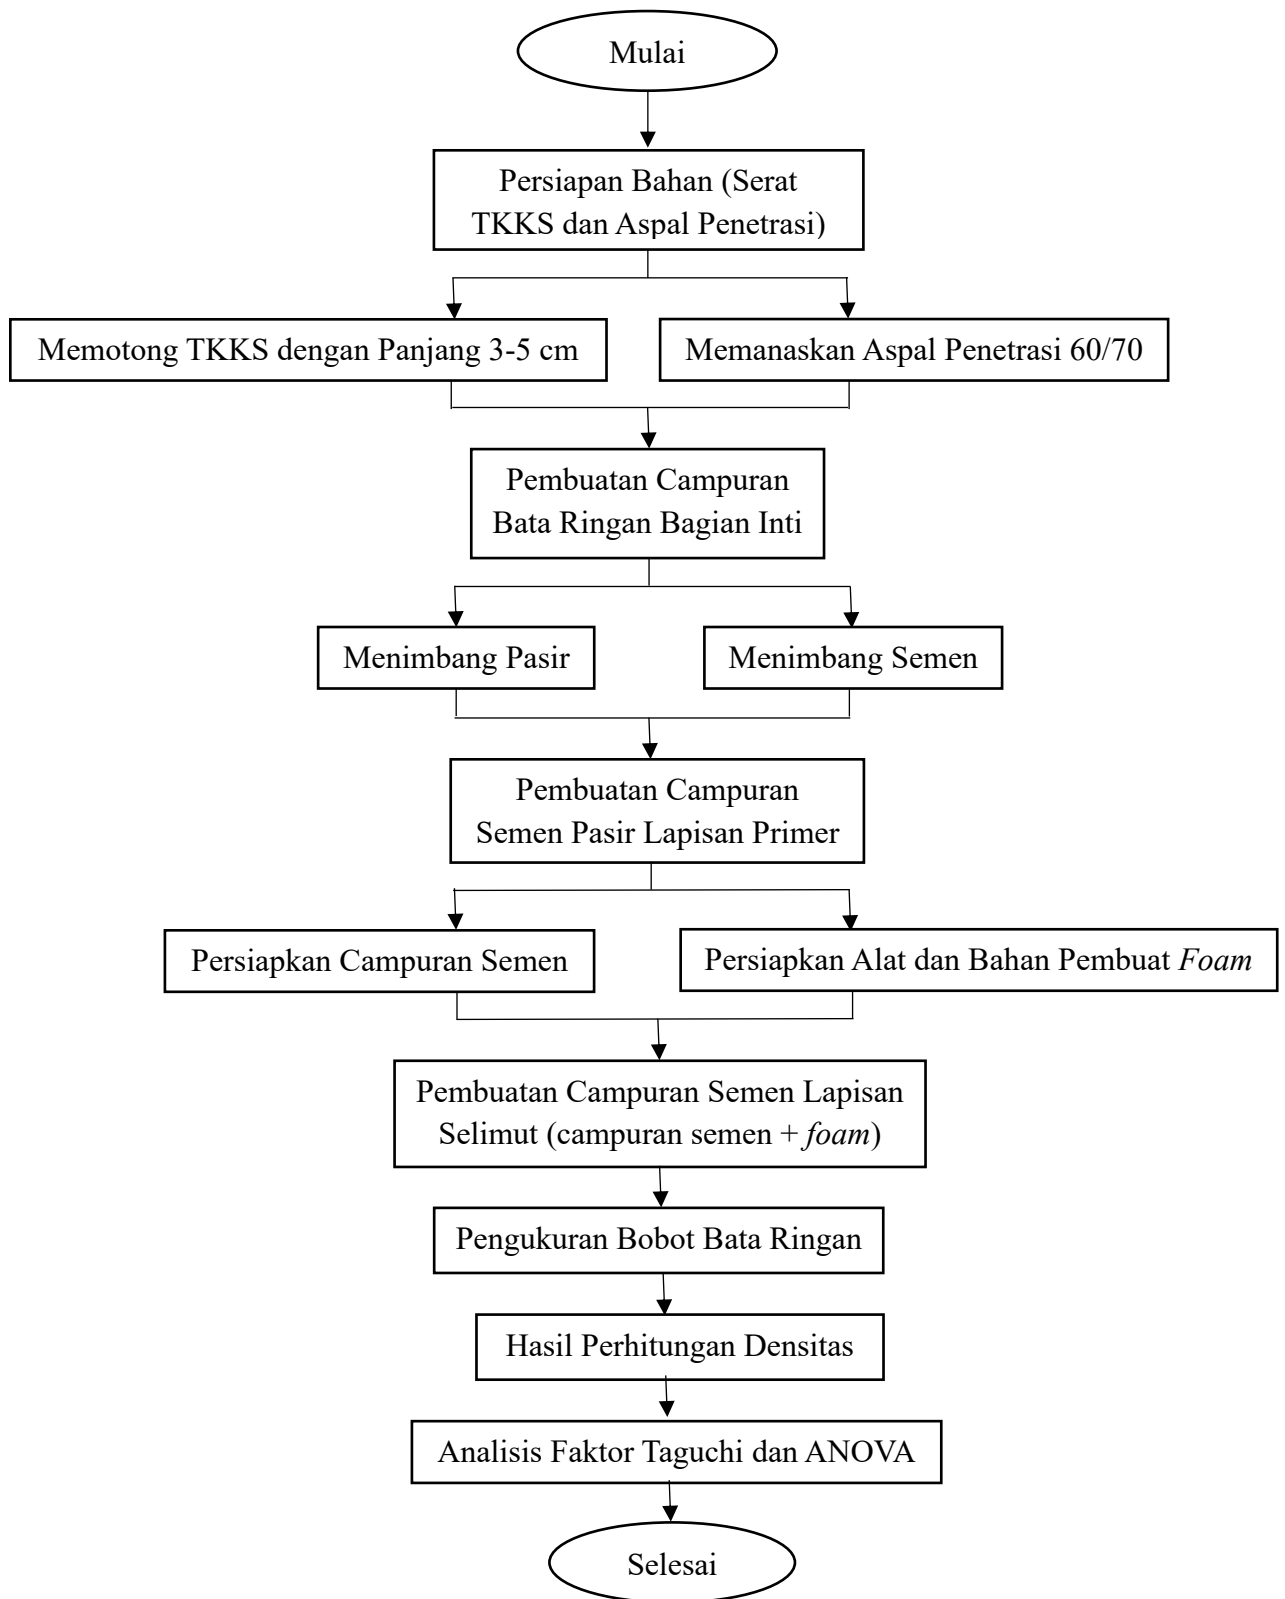 Mulai
Persiapan Bahan (Serat
TKKS dan Aspal Penetrasi)
Memotong TKKS dengan Panjang 3-5 cm
Memanaskan Aspal Penetrasi 60/70
Pembuatan Campuran
Bata Ringan Bagian Inti
Menimbang Pasir
Menimbang Semen
Pembuatan Campuran
Semen Pasir Lapisan Primer
Persiapkan Campuran Semen
Persiapkan Alat dan Bahan Pembuat Foam
Pembuatan Campuran Semen Lapisan
Selimut (campuran semen + foam)
Pengukuran Bobot Bata Ringan
Hasil Perhitungan Densitas
Analisis Faktor Taguchi dan ANOVA
Selesai